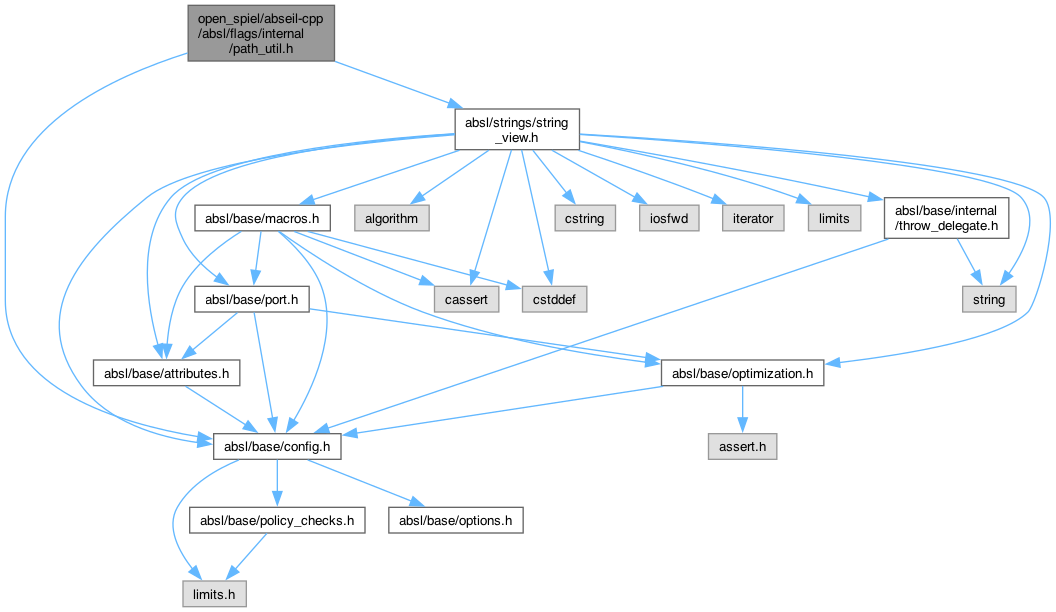 open_spiel/abseil-cpp
/absl/flags/internal
/path_util.h
absl/strings/string
_view.h
absl/base/macros.h
algorithm
cstring
iosfwd
iterator
limits
absl/base/internal
/throw_delegate.h
absl/base/port.h
cassert
cstddef
string
absl/base/attributes.h
absl/base/optimization.h
absl/base/config.h
assert.h
absl/base/policy_checks.h
absl/base/options.h
limits.h